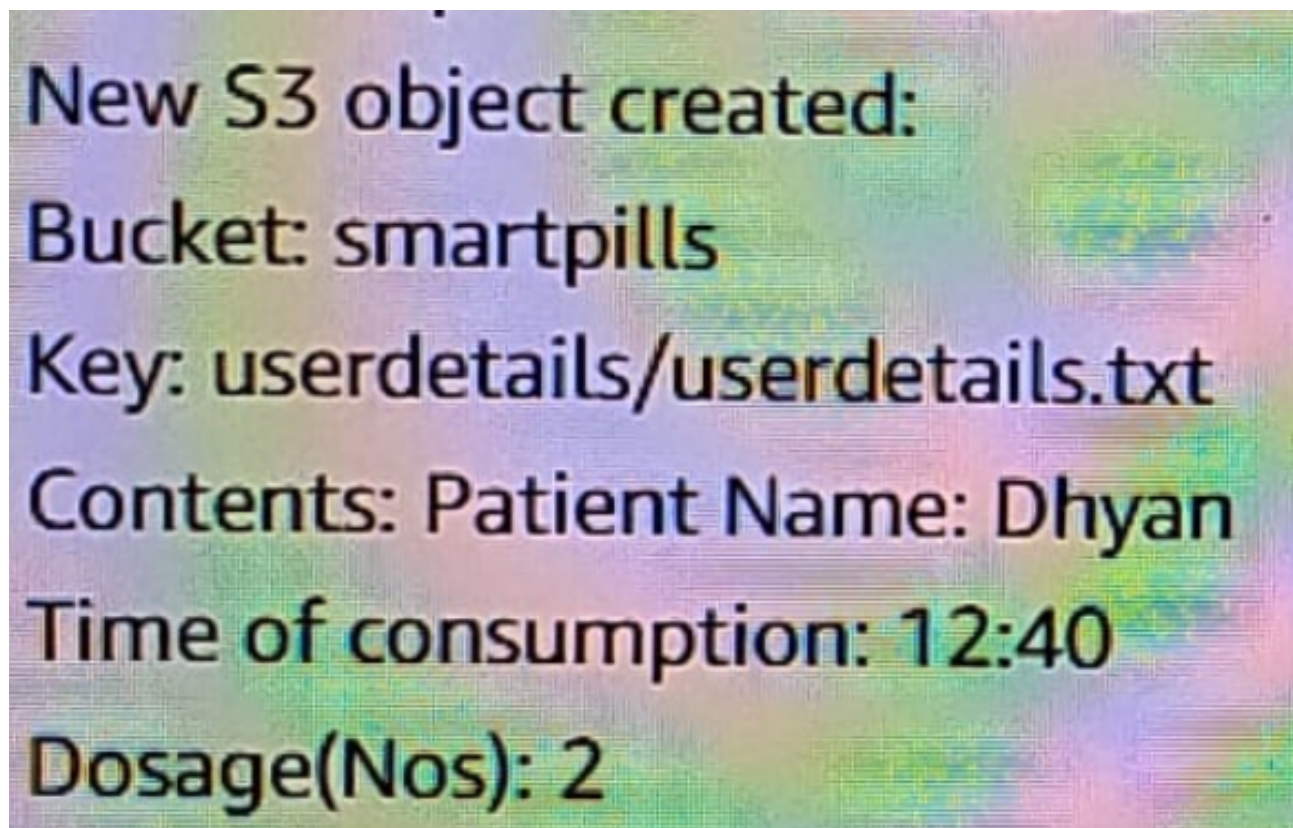 New S3 object created:
Bucket: smartpills
Key: userdetails/userdetails.txt
Contents: Patient Name: Dhyan
Time of consumption: 12:40
Dosage(Nos): 2